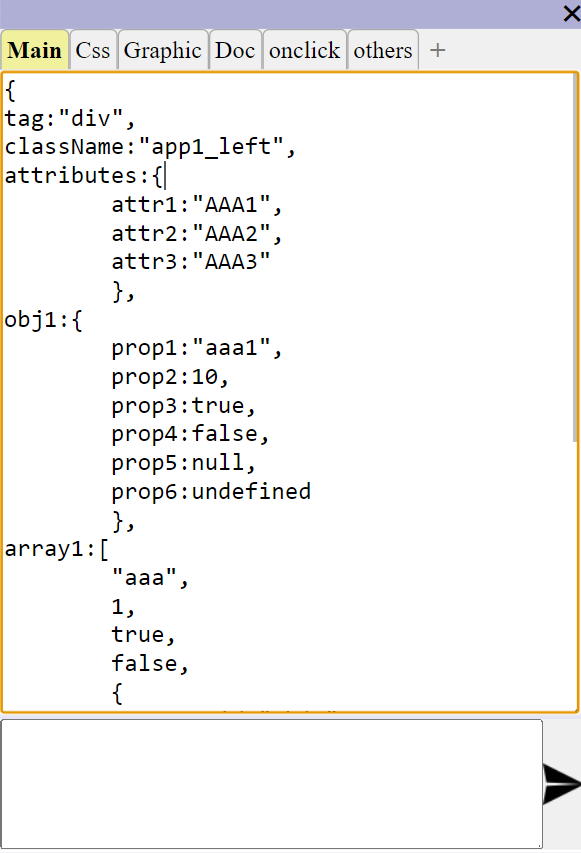 Main Css Graphic Doc onclick others +
{
tag:"div",
className:"app1_left",
attributes:{
attr1:"AAA1",
attr2:"AAA2",
attr3:"AAA3"
},
obj1:{
prop1:"aaa1",
prop2:10,
prop3:true,
prop4:false,
prop5:null,
prop6:undefined
},
array1:[
"aaa",
1,
true,
false,
{